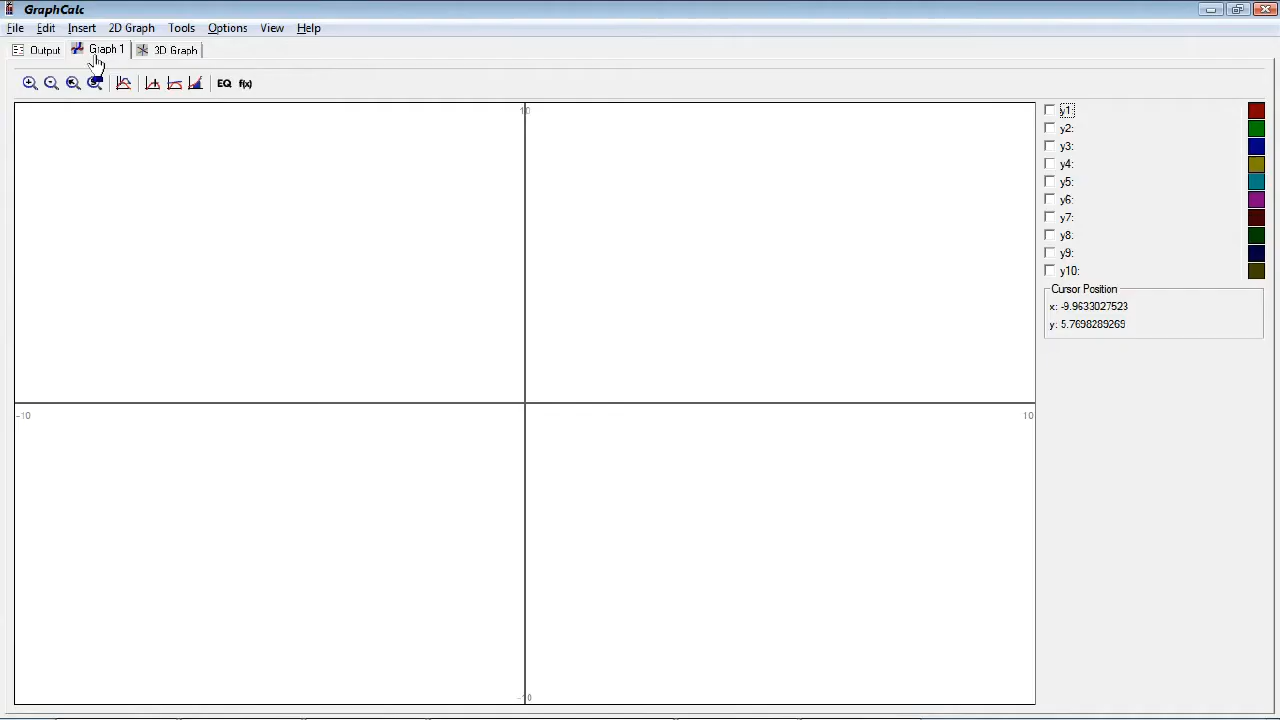 GraphCalc
File Edit Insert 2D Graph Tools Options View Help
Output Graph 1 3D Graph
EQ f(x)
10
-10 10
-10
y1:
y2:
y3:
y4:
y5:
y6:
y7:
y8:
y9:
y10:
Cursor Position
x: -9.9633027523
y: 5.7698289269